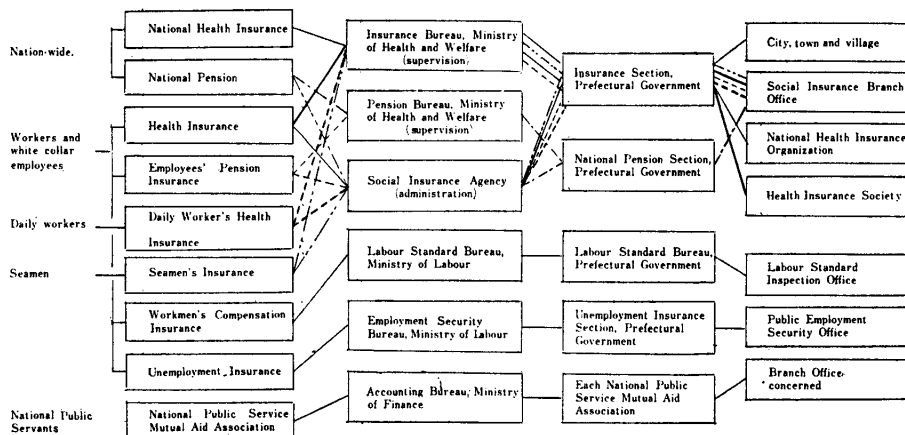 Nation-wide.
Workers and
white collar
employees
Daily workers
Seamen
National Public
Servants
National Health Insurance
National Pension
Health Insurance
Employees' Pension
Insurance
Daily Worker's Health
Insurance
Seamen's Insurance
Workmen's Compensation
Insurance
Unemployment Insurance
National Public Service
Mutual Aid Association
Insurance Bureau, Ministry
of Health and Welfare
(supervision)
Pension Bureau, Ministry
of Health and Welfare
(supervision)
Social Insurance Agency
(administration)
Labour Standard Bureau,
Ministry of Labour
Employment Security
Bureau, Ministry of Labour
Accounting Bureau, Ministry
of Finance
Insurance Section,
Prefectural Government
National Pension Section,
Prefectural Government
Labour Standard Bureau,
Prefectural Government
Unemployment Insurance
Section, Prefectural
Government
Each National Public
Service Mutual Aid
Association
City, town and village
Social Insurance Branch
Office
National Health Insurance
Organization
Health Insurance Society
Labour Standard
Inspection Office
Public Employment
Security Office
Branch Office
concerned